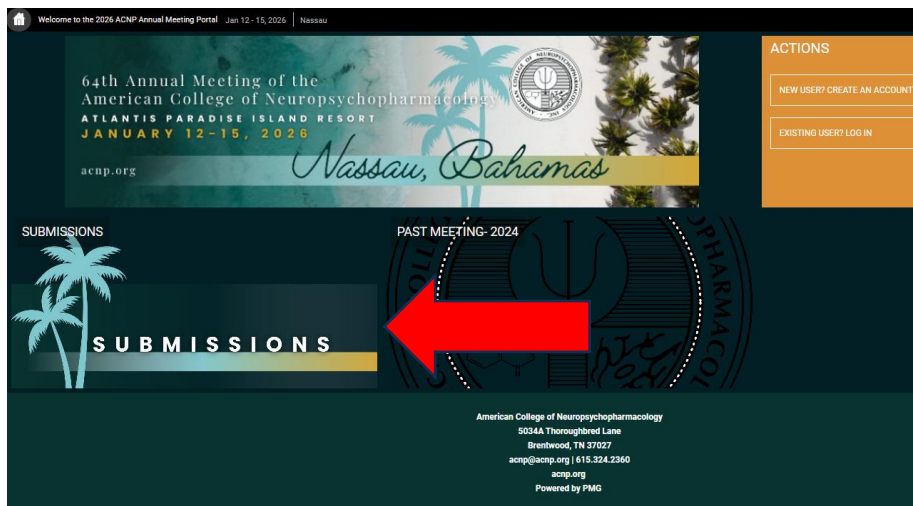 Welcome to the 2026 ACNP Annual Meeting Portal Jan 12 - 15, 2026 Nassau
64th Annual Meeting of the
American College of Neuropsychopharmacology
ATLANTIS PARADISE ISLAND RESORT
JANUARY 12-15, 2026
Nassau, Bahamas
acnp.org
ACTIONS
NEW USER? CREATE AN ACCOUNT
EXISTING USER? LOG IN
SUBMISSIONS
SUBMISSIONS
PAST MEETING- 2024
American College of Neuropsychopharmacology
5034A Thoroughbred Lane
Brentwood, TN 37027
acnp@acnp.org | 615.324.2360
acnp.org
Powered by PMG